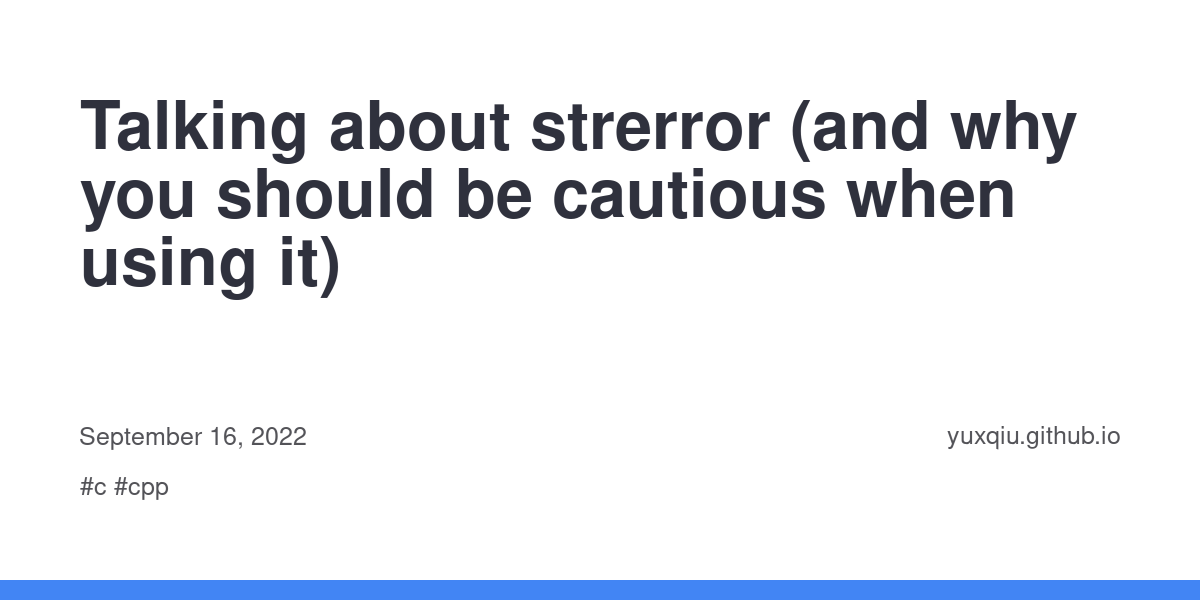 Talking about strerror (and why
you should be cautious when
using it)
September 16, 2022
yuxqiu.github.io
#c #cpp